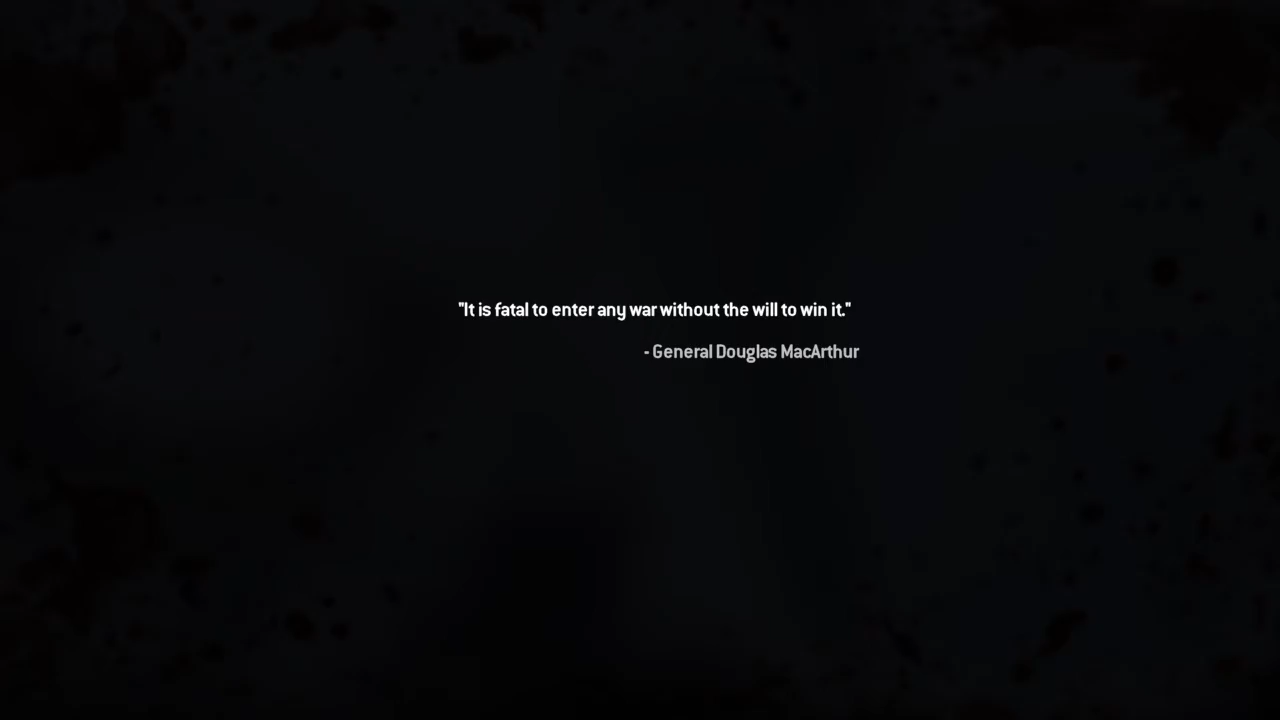 "It is fatal to enter any war without the will to win it."
- General Douglas MacArthur